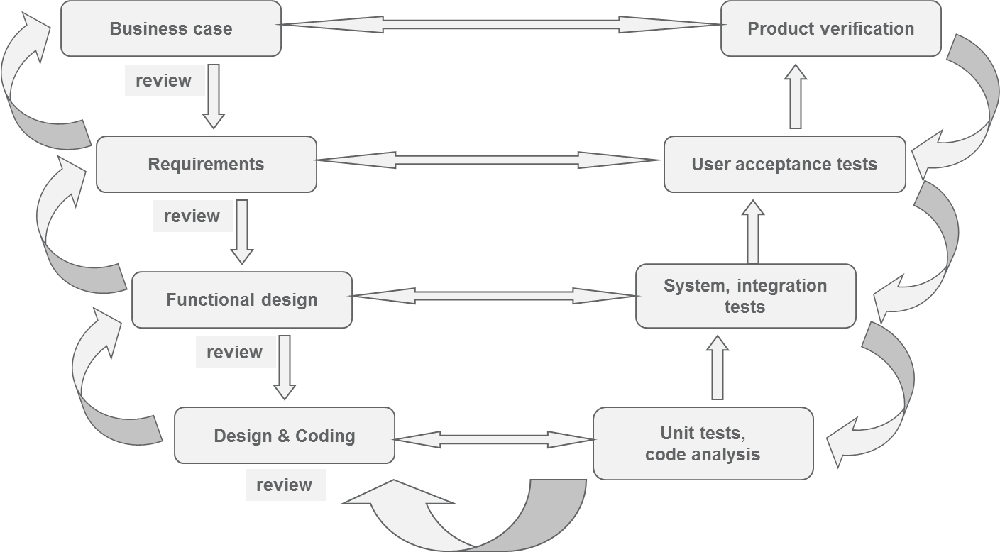 Business case
Product verification
review
Requirements
User acceptance tests
review
Functional design
System, integration
tests
review
Design & Coding
Unit tests,
code analysis
review